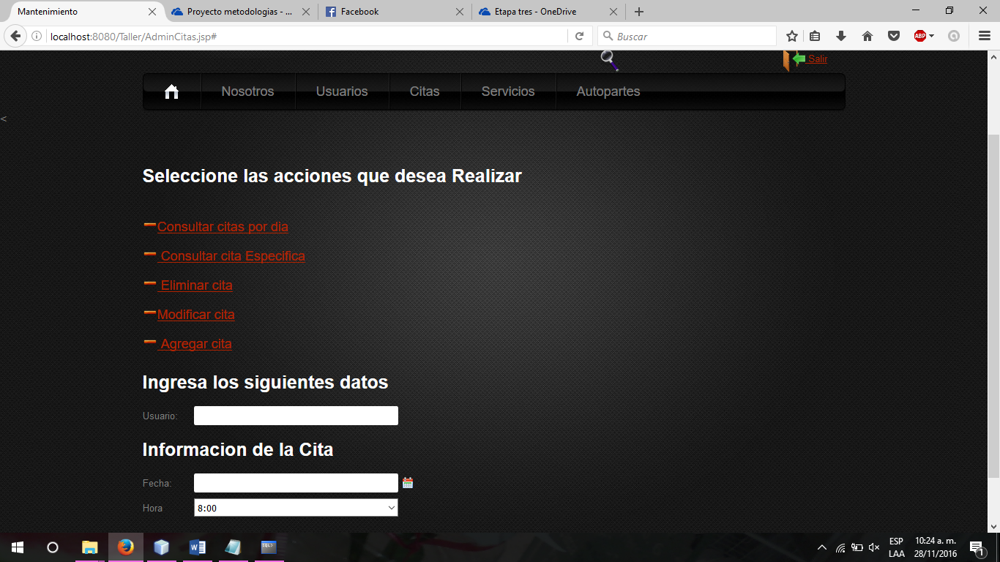 Mantenimiento
Proyecto metodologias - ...
Facebook
Etapa tres - OneDrive
localhost:8080/Taller/AdminCitas.jsp#
Buscar
ABP
Salir
Nosotros
Usuarios
Citas
Servicios
Autopartes
<
Seleccione las acciones que desea Realizar
Consultar citas por dia
Consultar cita Especifica
Eliminar cita
Modificar cita
Agregar cita
Ingresa los siguientes datos
Usuario:
Informacion de la Cita
Fecha:
Hora
8:00
SQL>
ESP
LAA
10:24 a. m.
28/11/2016
1